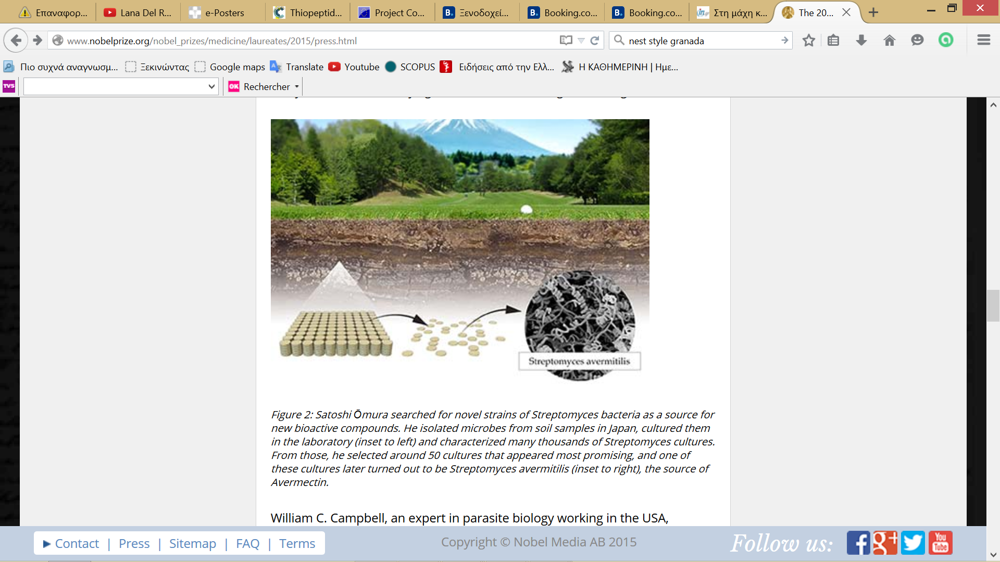 Επαναφορ...
Lana Del R...
e-Posters
Thiopeptid...
Project Co...
B. Ξενοδοχεί...
B. Booking.co...
B. Booking.co...
in Στη μάχη κ...
The 20...
www.nobelprize.org/nobel_prizes/medicine/laureates/2015/press.html
nest style granada
Πιο συχνά αναγνωσμ...
Ξεκινώντας
Google maps
Translate
Youtube
SCOPUS
Ειδήσεις από την Ελλ...
Η ΚΑΘΗΜΕΡΙΝΗ | Ημε...
TV5
OK Rechercher
Streptomyces avermitilis
Figure 2: Satoshi Ōmura searched for novel strains of Streptomyces bacteria as a source for
new bioactive compounds. He isolated microbes from soil samples in Japan, cultured them
in the laboratory (inset to left) and characterized many thousands of Streptomyces cultures.
From those, he selected around 50 cultures that appeared most promising, and one of
these cultures later turned out to be Streptomyces avermitilis (inset to right), the source of
Avermectin.
William C. Campbell, an expert in parasite biology working in the USA,
Contact | Press | Sitemap | FAQ | Terms
Copyright © Nobel Media AB 2015
Follow us:
f
g+
You
Tube